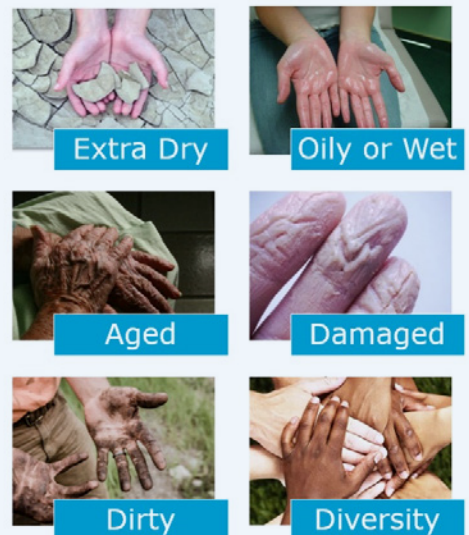 Extra Dry
Oily or Wet
Aged
Damaged
Dirty
Diversity